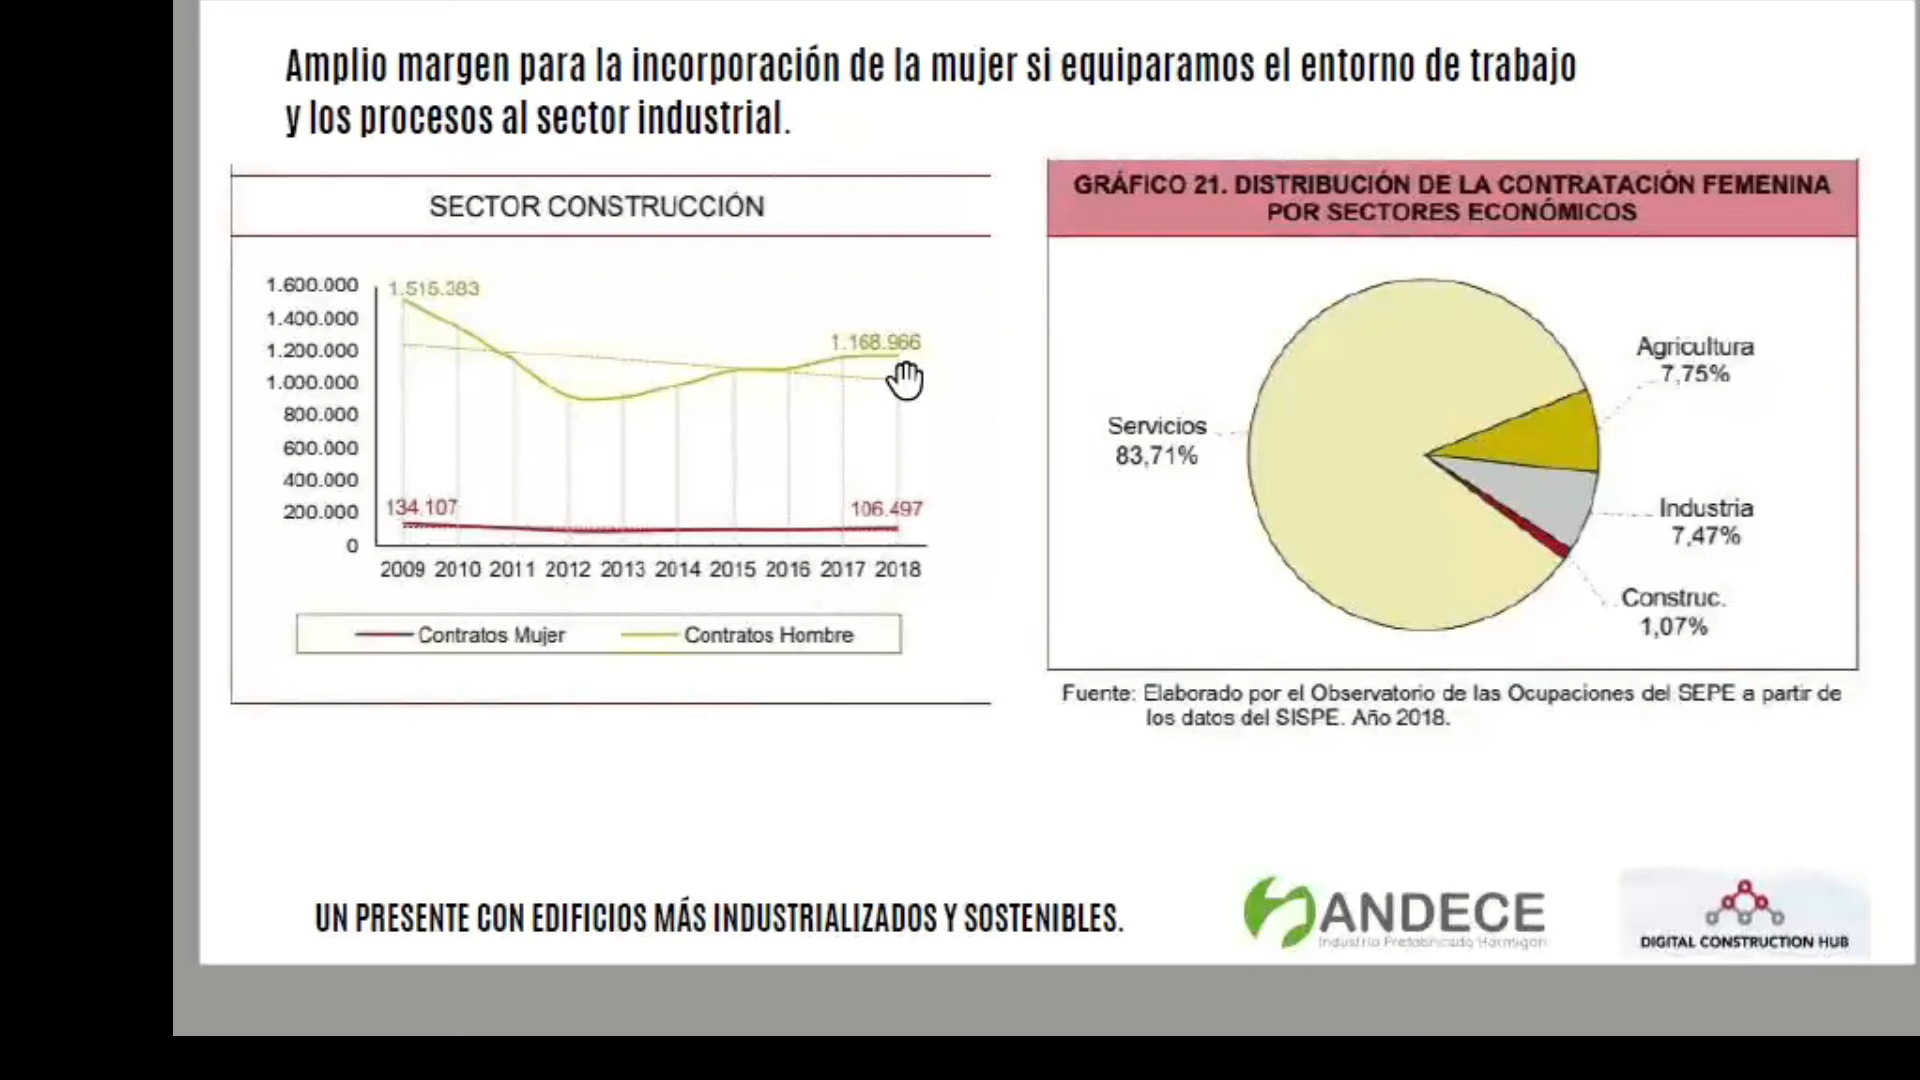 Amplio margen para la incorporación de la mujer si equiparamos el entorno de trabajo
y los procesos al sector industrial.
SECTOR CONSTRUCCIÓN
1.600.000
1.400.000
1.200.000
1.000.000
800.000
600.000
400.000
200.000
0
1.515.383
1.168.966
134.107
106.497
2009 2010 2011 2012 2013 2014 2015 2016 2017 2018
Contratos Mujer Contratos Hombre
GRÁFICO 21. DISTRIBUCIÓN DE LA CONTRATACIÓN FEMENINA
POR SECTORES ECONÓMICOS
Servicios
83,71%
Agricultura
7,75%
Industria
7,47%
Construc.
1,07%
Fuente: Elaborado por el Observatorio de las Ocupaciones del SEPE a partir de
los datos del SISPE. Año 2018.
UN PRESENTE CON EDIFICIOS MÁS INDUSTRIALIZADOS Y SOSTENIBLES.
ANDECE
Industria Prefabricado Hormigón
DIGITAL CONSTRUCTION HUB